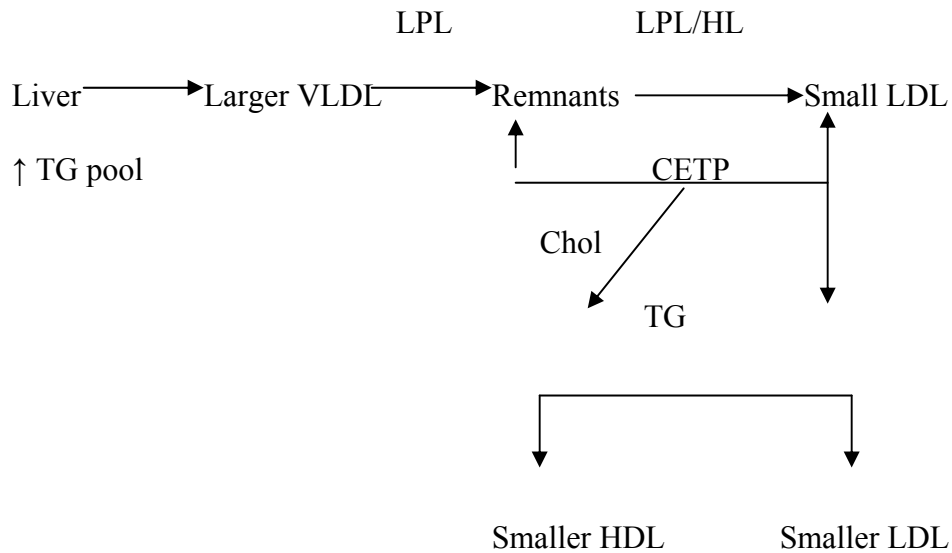 LPL LPL/HL
Liver Larger VLDL Remnants Small LDL
↑ TG pool CETP
Chol
TG
Smaller HDL Smaller LDL